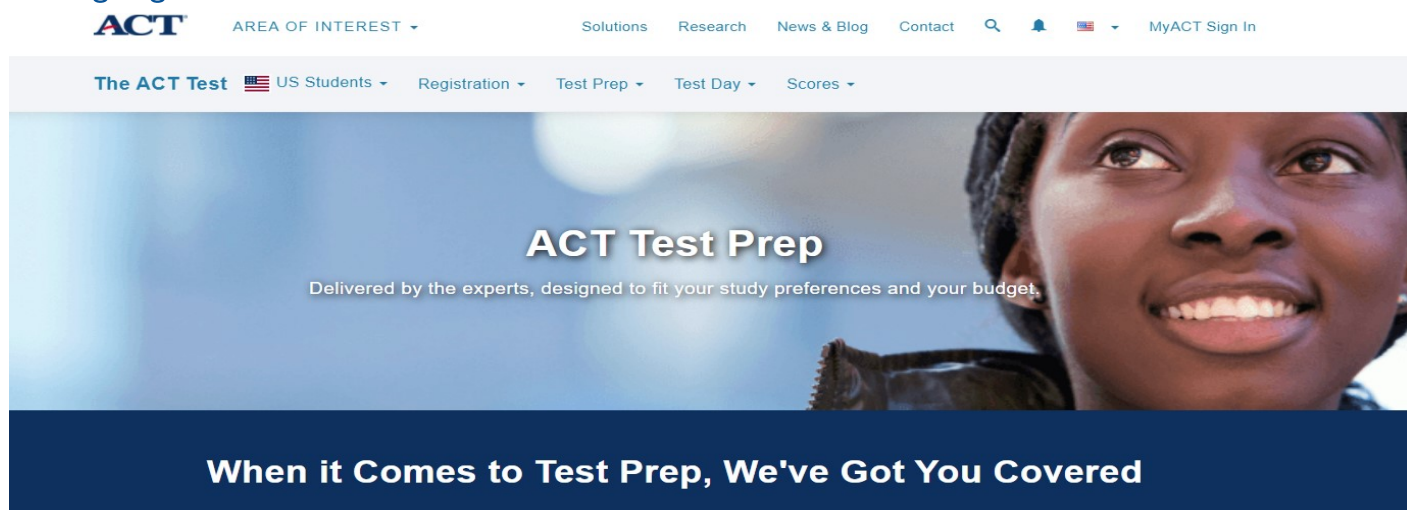 ACT AREA OF INTEREST Solutions Research News & Blog Contact MyACT Sign In
The ACT Test US Students Registration Test Prep Test Day Scores
ACT Test Prep
Delivered by the experts, designed to fit your study preferences and your budget.
When it Comes to Test Prep, We've Got You Covered